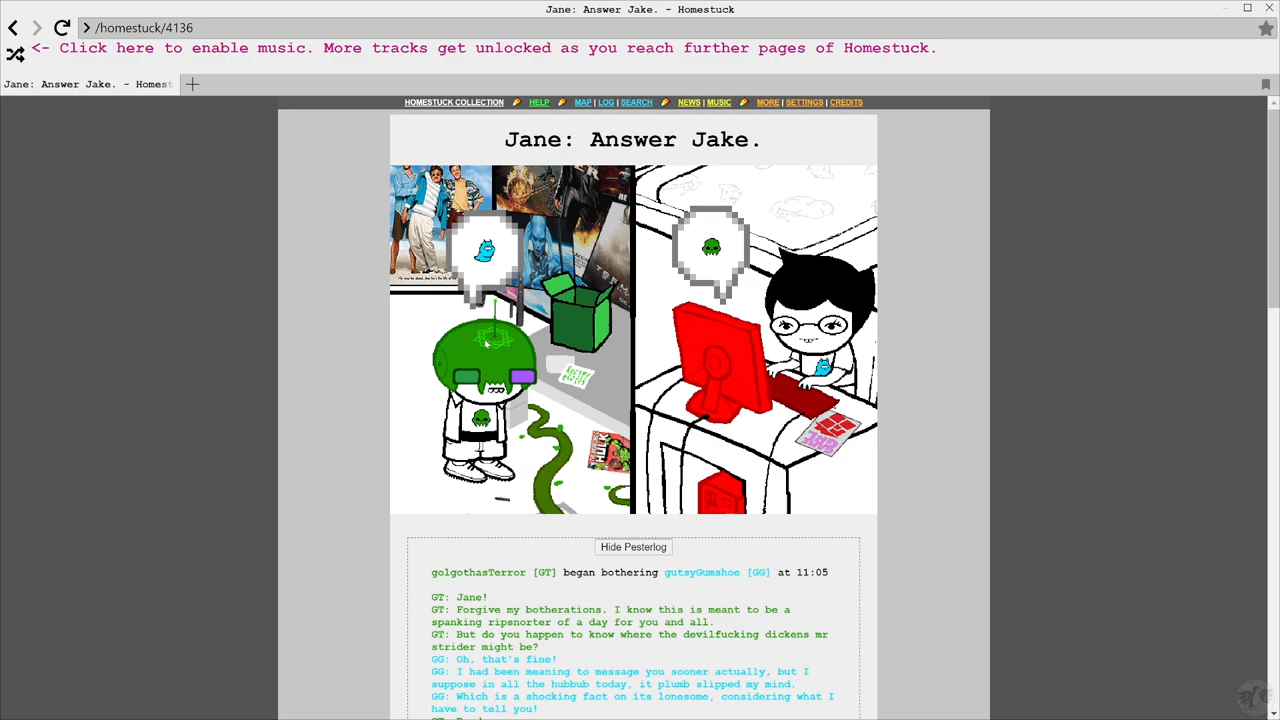 Jane: Answer Jake. - Homestuck
/homestuck/4136
<- Click here to enable music. More tracks get unlocked as you reach further pages of Homestuck.
Jane: Answer Jake. - Homest
HOMESTUCK COLLECTION HELP MAP | LOG | SEARCH NEWS | MUSIC MORE | SETTINGS | CREDITS
Jane: Answer Jake.
Hide Pesterlog
golgothasTerror [GT] began bothering gutsyGumshoe [GG] at 11:05
GT: Jane!
GT: Forgive my botherations. I know this is meant to be a
spanking ripsnorter of a day for you and all.
GT: But do you happen to know where the devilfucking dickens mr
strider might be?
GG: Oh, that's fine!
GG: I had been meaning to message you sooner actually, but I
suppose in all the hubbub today, it plumb slipped my mind.
GG: Which is a shocking fact on its lonesome, considering what I
have to tell you!